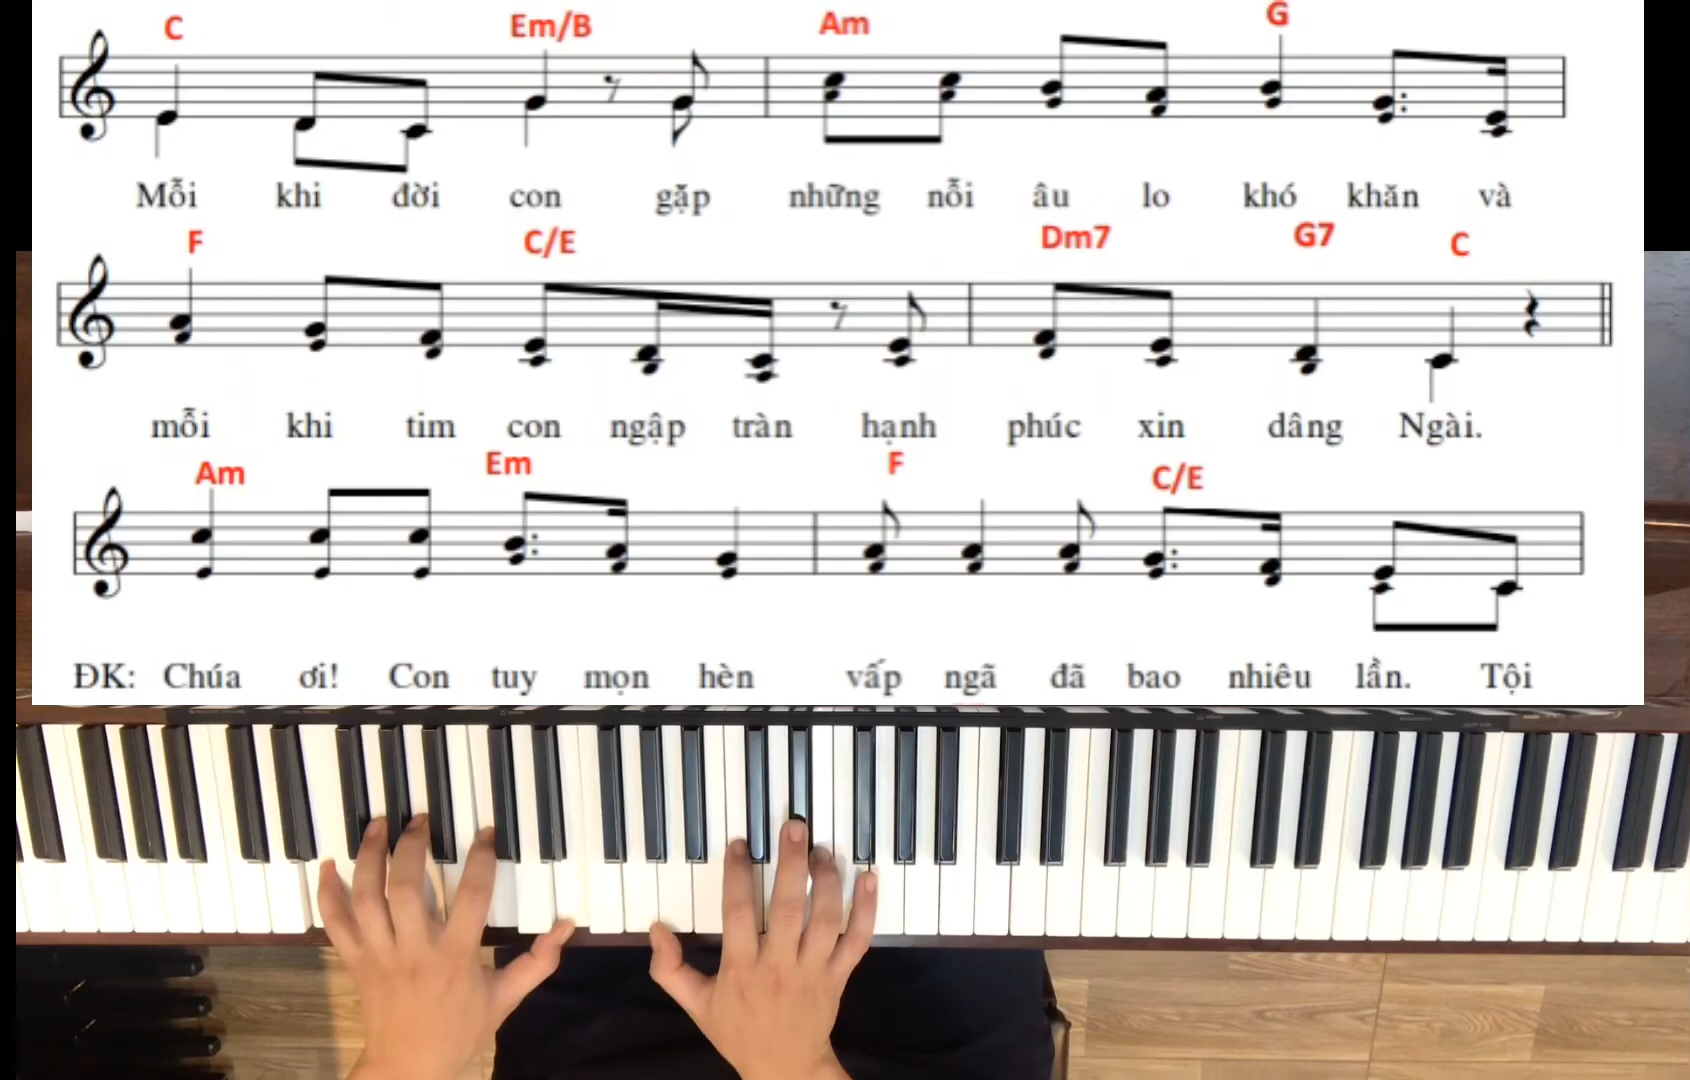 C Em/B Am G
Mỗi khi đời con gặp những nỗi âu lo khó khăn và
F C/E Dm7 G7 C
mỗi khi tim con ngập tràn hạnh phúc xin dâng Ngài.
Am Em F C/E
ĐK: Chúa ơi! Con tuy mọn hèn vấp ngã đã bao nhiêu lần. Tội